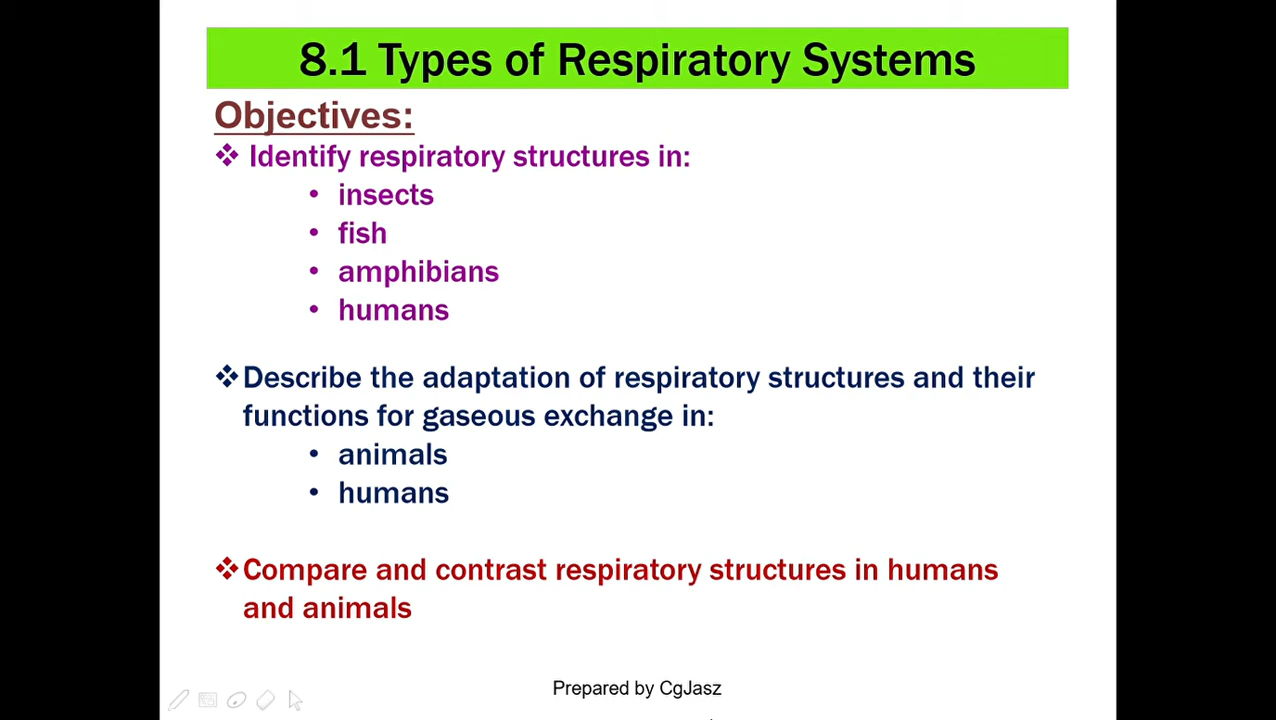 8.1 Types of Respiratory Systems
Objectives:
❖ Identify respiratory structures in:
• insects
• fish
• amphibians
• humans
❖Describe the adaptation of respiratory structures and their
functions for gaseous exchange in:
• animals
• humans
❖Compare and contrast respiratory structures in humans
and animals
Prepared by CgJasz